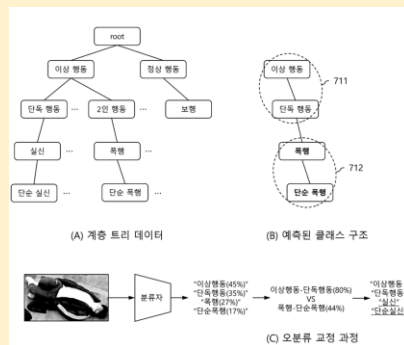 root
이상 행동 정상 행동
단독 행동 ... 2인 행동 ... 보행
실신 폭행
단순 실신 ... 단순 폭행 ...
(A) 계층 트리 데이터
이상 행동
711
단독 행동
폭행
712
단순 폭행
(B) 예측된 클래스 구조
분류자
"이상행동(45%)"
"단독행동(35%)"
"폭행(27%)"
"단순폭행(17%)"
이상행동-단독행동(80%)
VS
폭행-단순폭행(44%)
"이상행동"
"단독행동"
"실신"
"단순실신"
(C) 오분류 교정 과정